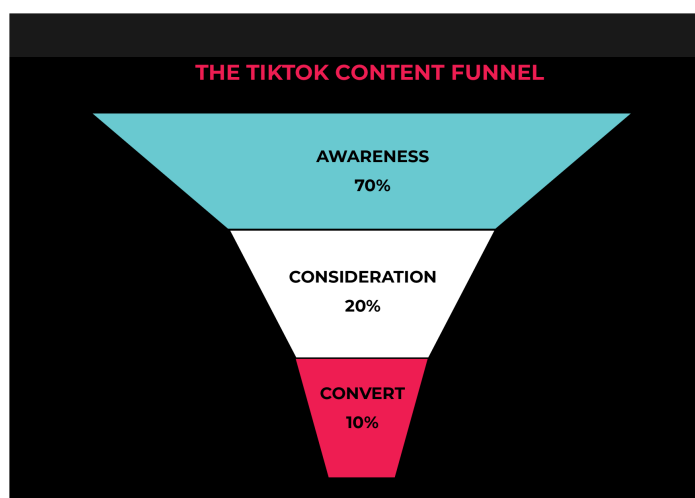 THE TIKTOK CONTENT FUNNEL
AWARENESS
70%
CONSIDERATION
20%
CONVERT
10%